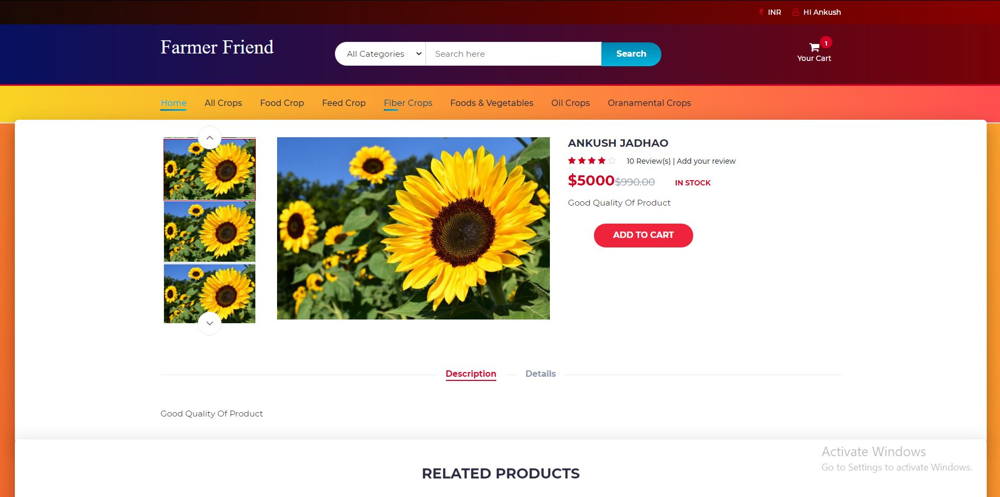 INR HI Ankush
Farmer Friend
All Categories Search here Search
1
Your Cart
Home All Crops Food Crop Feed Crop Fiber Crops Foods & Vegetables Oil Crops Oranamental Crops
ANKUSH JADHAO
10 Review(s) | Add your review
$5000 $990.00 IN STOCK
Good Quality Of Product
ADD TO CART
Description Details
Good Quality Of Product
RELATED PRODUCTS
Activate Windows
Go to Settings to activate Windows.